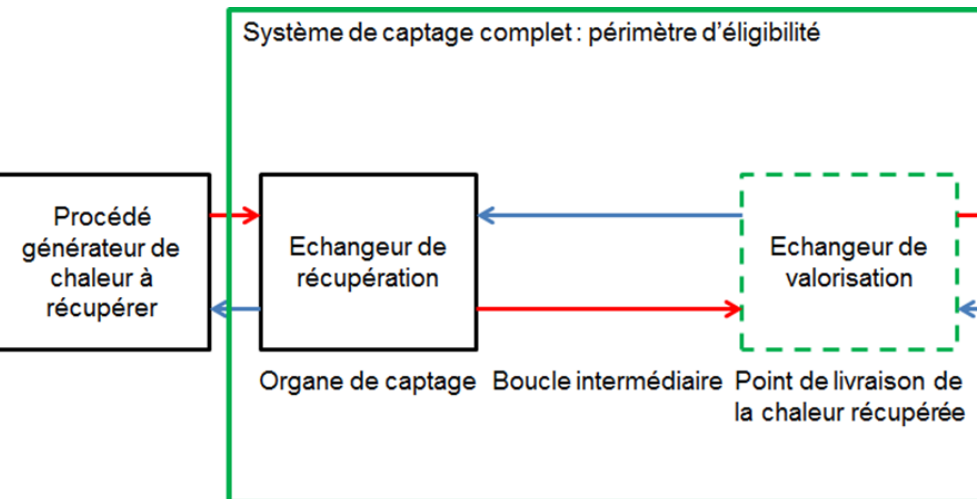 Système de captage complet : périmètre d'éligibilité
Procédé
générateur de
chaleur à
récupérer
Echangeur de
récupération
Echangeur de
valorisation
Organe de captage
Boucle intermédiaire
Point de livraison de
la chaleur récupérée